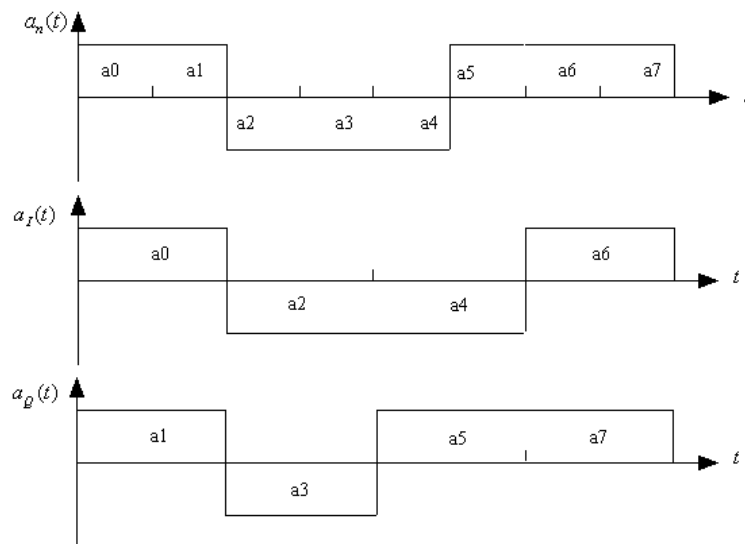 a_n(t)
a0 a1 a5 a6 a7
a2 a3 a4
a_I(t)
a0 a6
t
a2 a4
a_Q(t)
a1 a5 a7
t
a3